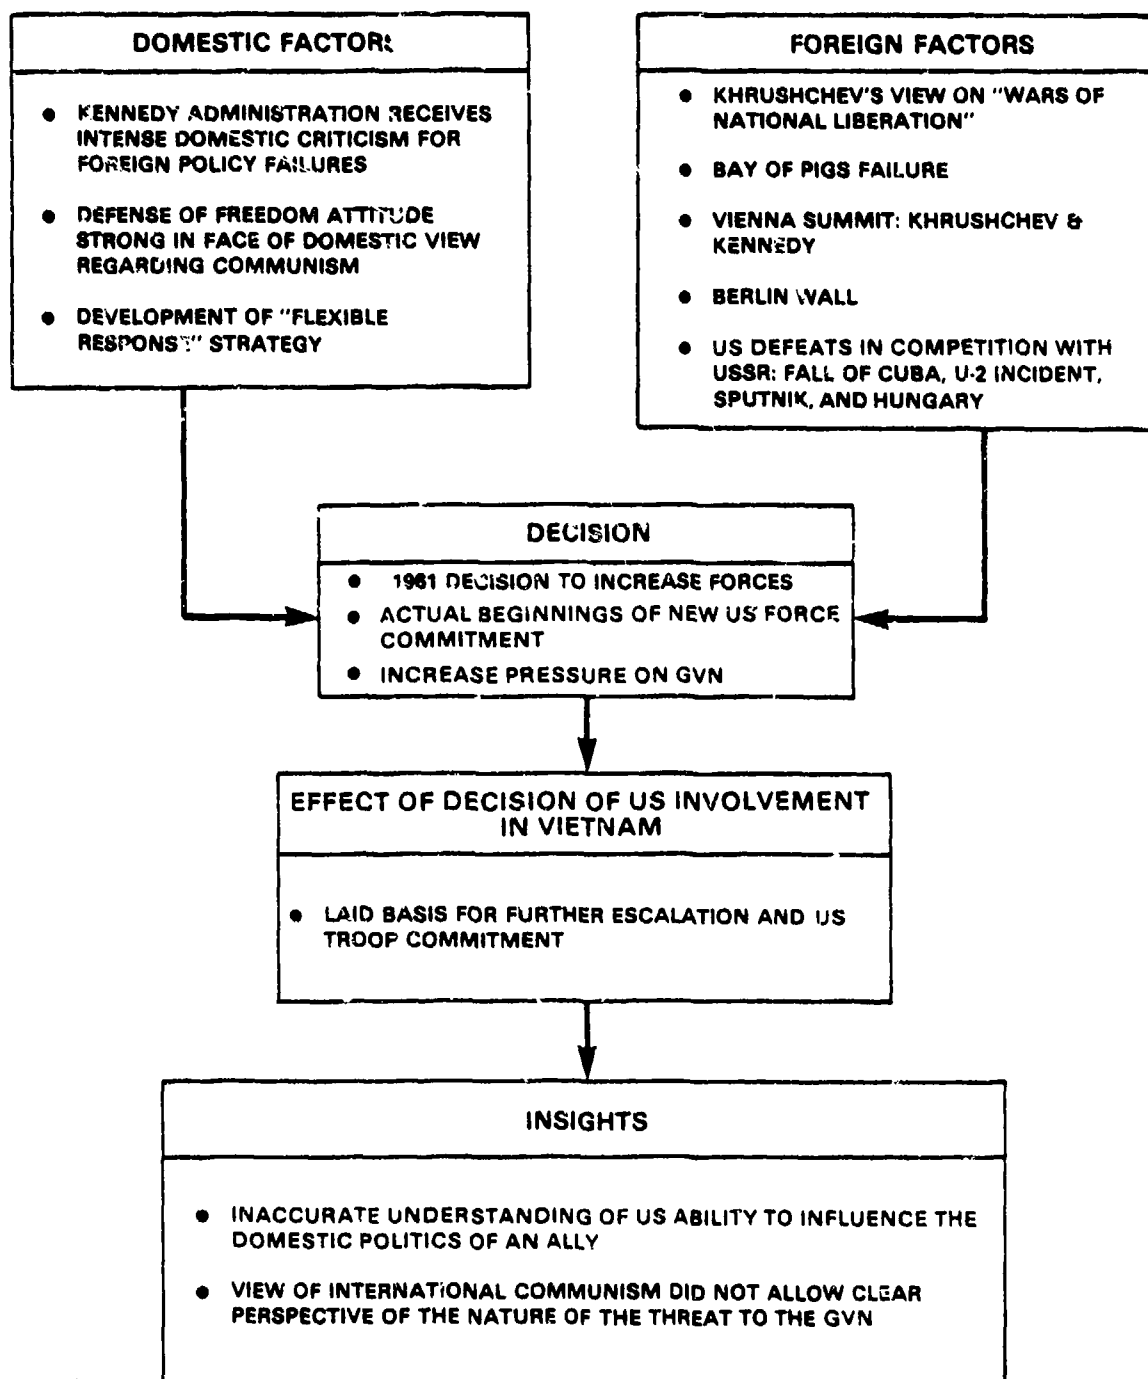 DOMESTIC FACTORS
● KENNEDY ADMINISTRATION RECEIVES
INTENSE DOMESTIC CRITICISM FOR
FOREIGN POLICY FAILURES
● DEFENSE OF FREEDOM ATTITUDE
STRONG IN FACE OF DOMESTIC VIEW
REGARDING COMMUNISM
● DEVELOPMENT OF "FLEXIBLE
RESPONSE" STRATEGY
FOREIGN FACTORS
● KHRUSHCHEV'S VIEW ON "WARS OF
NATIONAL LIBERATION"
● BAY OF PIGS FAILURE
● VIENNA SUMMIT: KHRUSHCHEV &
KENNEDY
● BERLIN WALL
● US DEFEATS IN COMPETITION WITH
USSR: FALL OF CUBA, U-2 INCIDENT,
SPUTNIK, AND HUNGARY
DECISION
● 1961 DECISION TO INCREASE FORCES
● ACTUAL BEGINNINGS OF NEW US FORCE
COMMITMENT
● INCREASE PRESSURE ON GVN
EFFECT OF DECISION OF US INVOLVEMENT
IN VIETNAM
● LAID BASIS FOR FURTHER ESCALATION AND US
TROOP COMMITMENT
INSIGHTS
● INACCURATE UNDERSTANDING OF US ABILITY TO INFLUENCE THE
DOMESTIC POLITICS OF AN ALLY
● VIEW OF INTERNATIONAL COMMUNISM DID NOT ALLOW CLEAR
PERSPECTIVE OF THE NATURE OF THE THREAT TO THE GVN